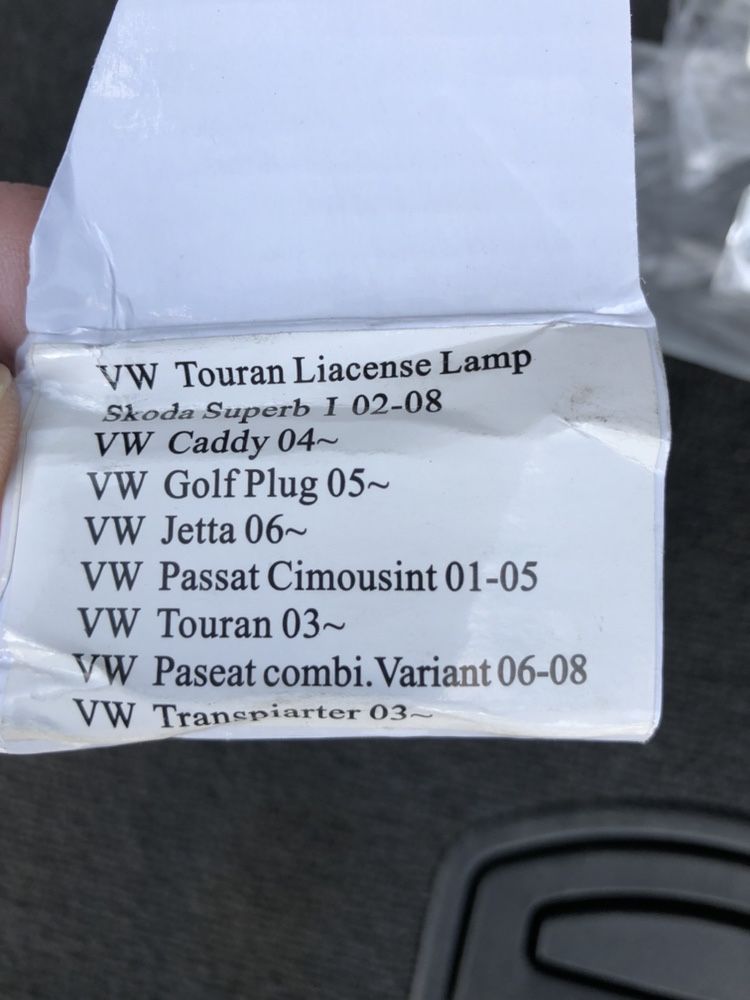 VW Touran Liacense Lamp
Skoda Superb I 02-08
VW Caddy 04~
VW Golf Plug 05~
VW Jetta 06~
VW Passat Cimousint 01-05
VW Touran 03~
VW Paseat combi.Variant 06-08
VW Transpiarter 03~